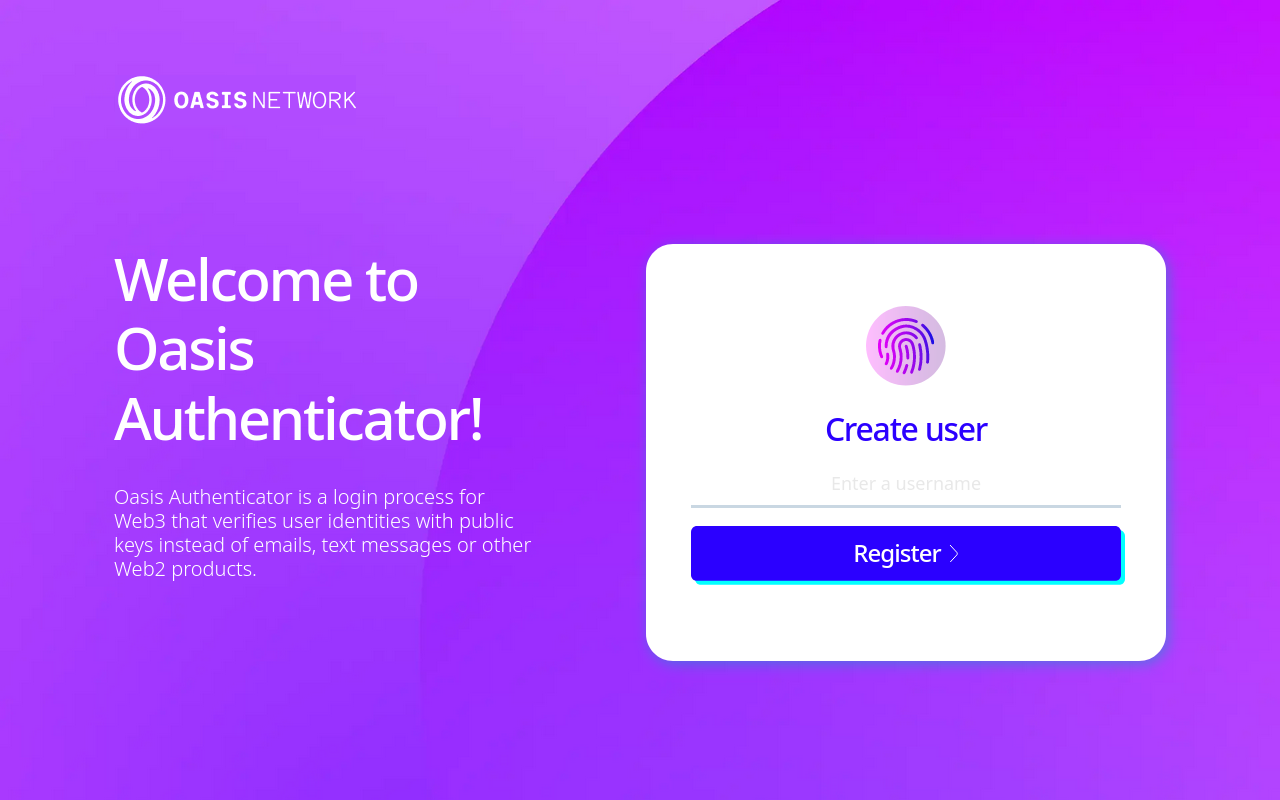 OASIS NETWORK
Welcome to
Oasis
Authenticator!
Oasis Authenticator is a login process for
Web3 that verifies user identities with public
keys instead of emails, text messages or other
Web2 products.
Create user
Enter a username
Register